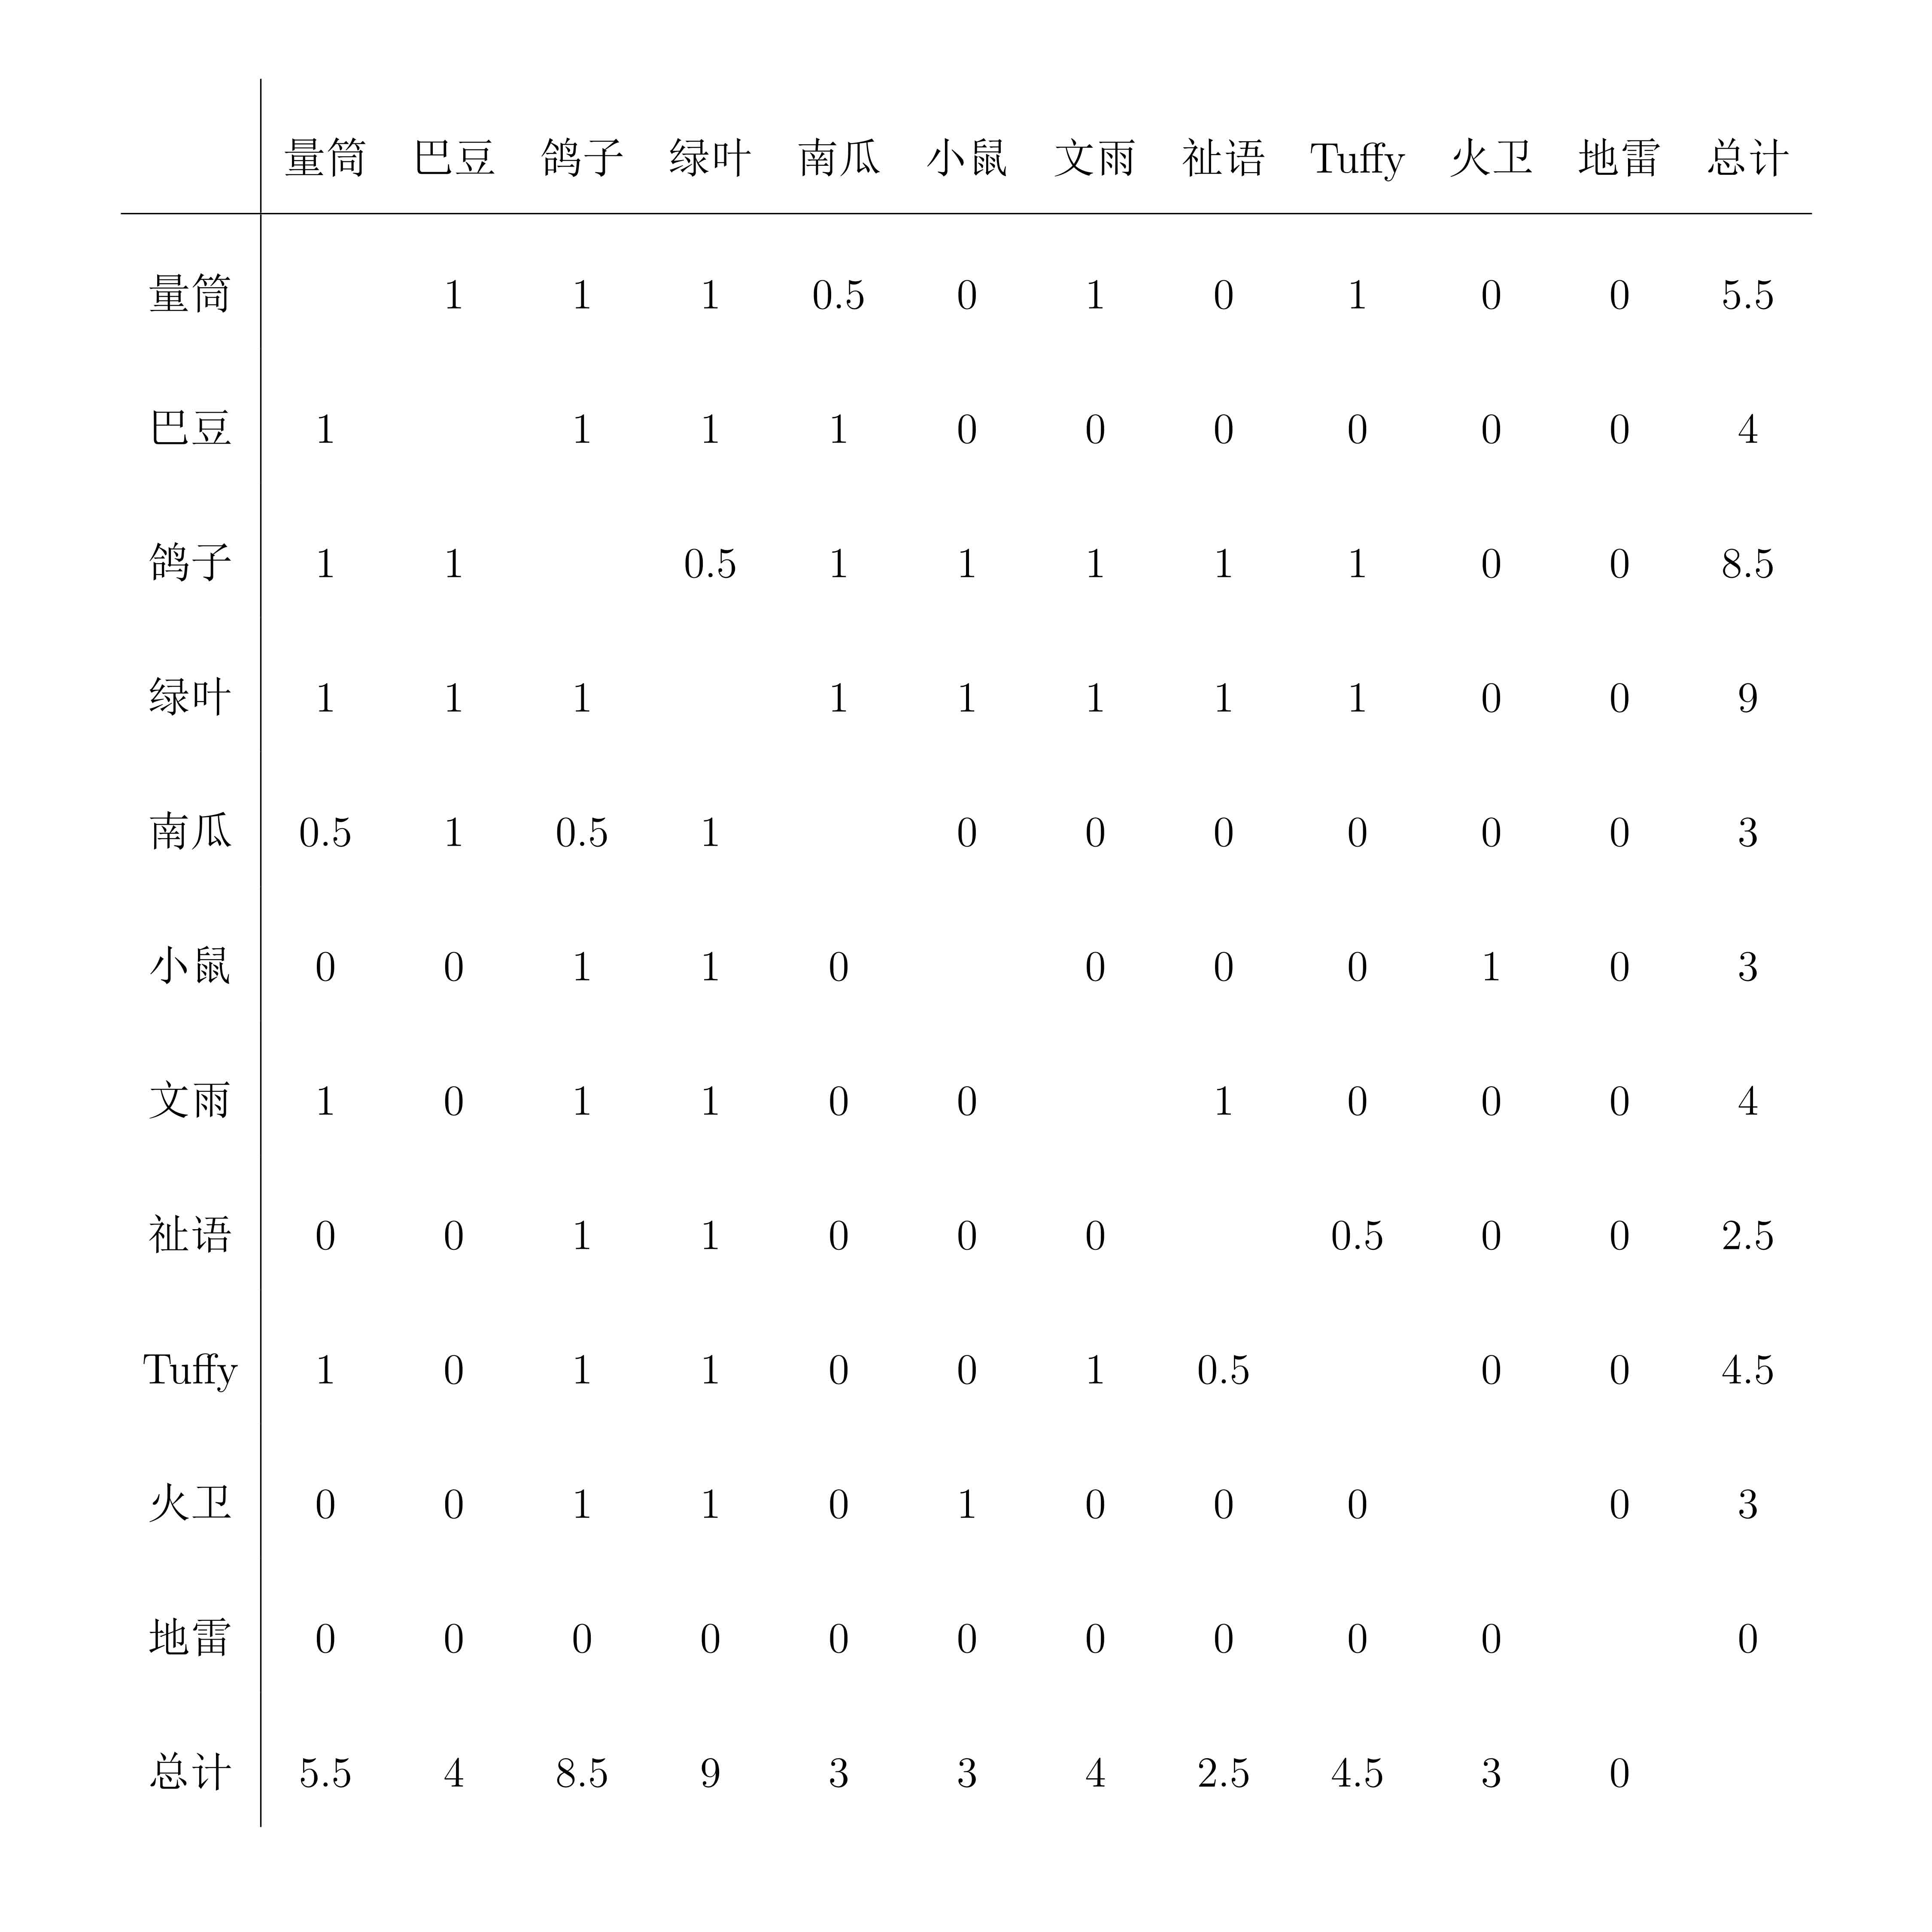 量筒 巴豆 鸽子 绿叶 南瓜 小鼠 文雨 祉语 Tuffy 火卫 地雷 总计
量筒 1 1 1 0.5 0 1 0 1 0 0 5.5
巴豆 1 1 1 1 0 0 0 0 0 0 4
鸽子 1 1 0.5 1 1 1 1 1 0 0 8.5
绿叶 1 1 1 1 1 1 1 1 0 0 9
南瓜 0.5 1 0.5 1 0 0 0 0 0 0 3
小鼠 0 0 1 1 0 0 0 0 1 0 3
文雨 1 0 1 1 0 0 1 0 0 0 4
祉语 0 0 1 1 0 0 0 0.5 0 0 2.5
Tuffy 1 0 1 1 0 0 1 0.5 0 0 4.5
火卫 0 0 1 1 0 1 0 0 0 0 3
地雷 0 0 0 0 0 0 0 0 0 0 0
总计 5.5 4 8.5 9 3 3 4 2.5 4.5 3 0